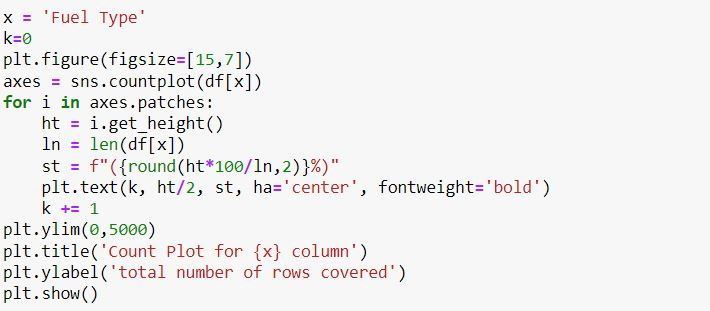 x = 'Fuel Type'
k=0
plt.figure(figsize=[15,7])
axes = sns.countplot(df[x])
for i in axes.patches:
    ht = i.get_height()
    ln = len(df[x])
    st = f"({round(ht*100/ln,2)}%)"
    plt.text(k, ht/2, st, ha='center', fontweight='bold')
    k += 1
plt.ylim(0,5000)
plt.title('Count Plot for {x} column')
plt.ylabel('total number of rows covered')
plt.show()